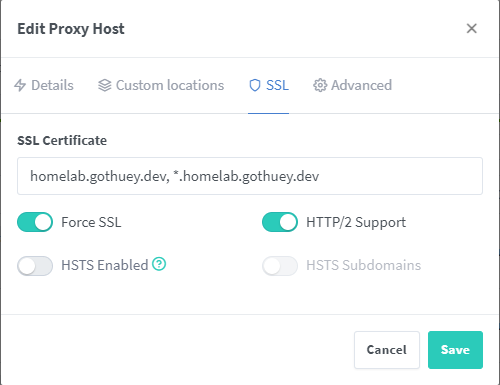 Edit Proxy Host
Details Custom locations SSL Advanced
SSL Certificate
homelab.gothuey.dev, *.homelab.gothuey.dev
Force SSL HTTP/2 Support
HSTS Enabled ? HSTS Subdomains
Cancel Save